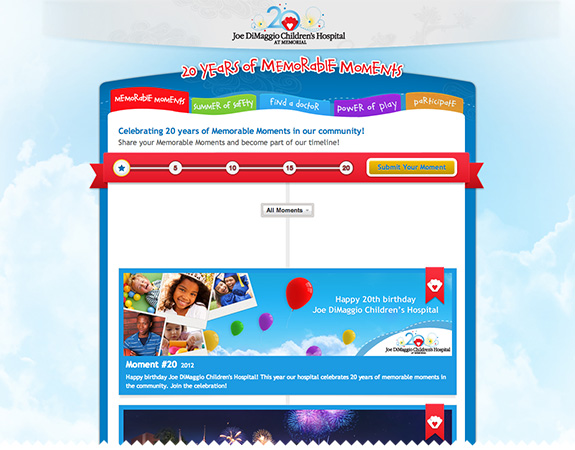 20
Joe DiMaggio Children's Hospital
AT MEMORIAL
20 YEARS OF MEMORABLE MOMENTS
MEMORABLE MOMENTS
SUMMER OF SAFETY
FIND A DOCTOR
POWER OF PLAY
PARTICIPATE
Celebrating 20 years of Memorable Moments in our community!
Share your Memorable Moments and become part of our timeline!
5 10 15 20 Submit Your Moment
All Moments
Happy 20th birthday
Joe DiMaggio Children's Hospital
20
Joe DiMaggio Children's Hospital
AT MEMORIAL
Moment #20 2012
Happy birthday Joe DiMaggio Children's Hospital! This year our hospital celebrates 20 years of memorable moments in
the community. Join the celebration!